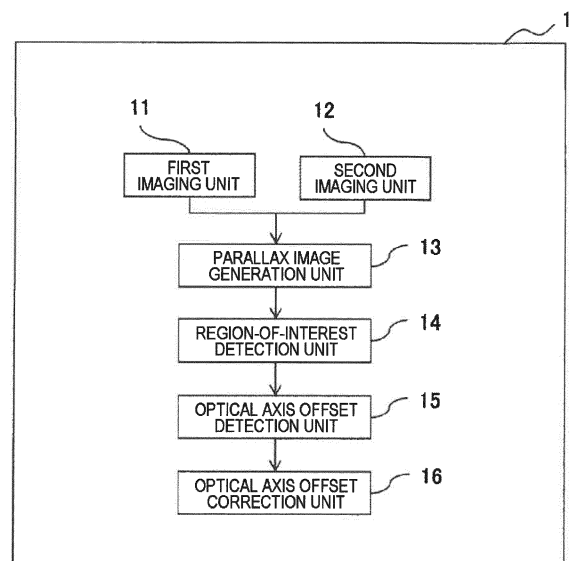 1
11
12
FIRST
IMAGING UNIT
SECOND
IMAGING UNIT
PARALLAX IMAGE
GENERATION UNIT
13
REGION-OF-INTEREST
DETECTION UNIT
14
OPTICAL AXIS OFFSET
DETECTION UNIT
15
OPTICAL AXIS OFFSET
CORRECTION UNIT
16